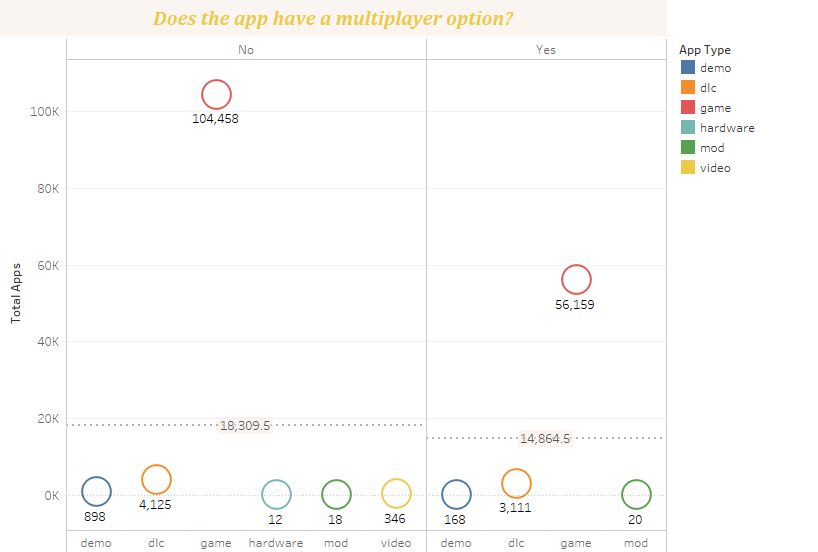 Does the app have a multiplayer option?
No
Yes
App Type
demo
dlc
game
hardware
mod
video
Total Apps
100K
80K
60K
40K
20K
0K
104,458
56,159
18,309.5
14,864.5
898
4,125
12
18
346
168
3,111
20
demo dlc game hardware mod video demo dlc game mod